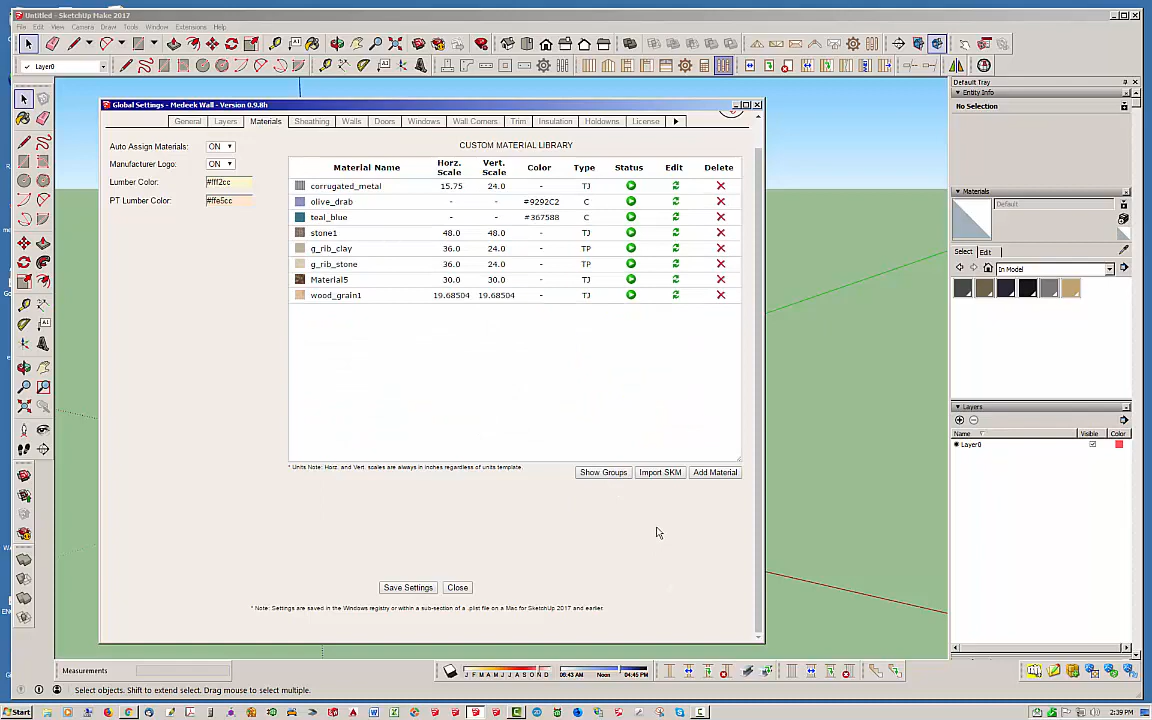 Untitled - SketchUp Make 2017
File Edit View Camera Draw Tools Window Extensions Help
Layer0
Global Settings - Medeek Wall - Version 0.9.8h
General Layers Materials Sheathing Walls Doors Windows Wall Corners Trim Insulation Holdowns License
Auto Assign Materials: ON
Manufacturer Logo: ON
Lumber Color: #fff2cc
PT Lumber Color: #ffe5cc
CUSTOM MATERIAL LIBRARY
Material Name Horz. Scale Vert. Scale Color Type Status Edit Delete
corrugated_metal 15.75 24.0 - TJ
olive_drab - - #9292C2 C
teal_blue - - #367588 C
stone1 48.0 48.0 - TJ
g_rib_clay 36.0 24.0 - TP
g_rib_stone 36.0 24.0 - TP
Material5 30.0 30.0 - TJ
wood_grain1 19.68504 19.68504 - TJ
* Units Note: Horz. and Vert. scales are always in inches regardless of units template.
Show Groups Import SKM Add Material
Save Settings Close
* Note: Settings are saved in the Windows registry or within a sub-section of a .plist file on a Mac for SketchUp 2017 and earlier.
Default Tray
Entity Info
No Selection
Materials
Default
Select Edit
In Model
Layers
Name Visible Color
Layer0
Measurements
J F M A M J J A S O N D 06:43 AM Noon 04:45 PM
Select objects. Shift to extend select. Drag mouse to select multiple.
Start
2:39 PM